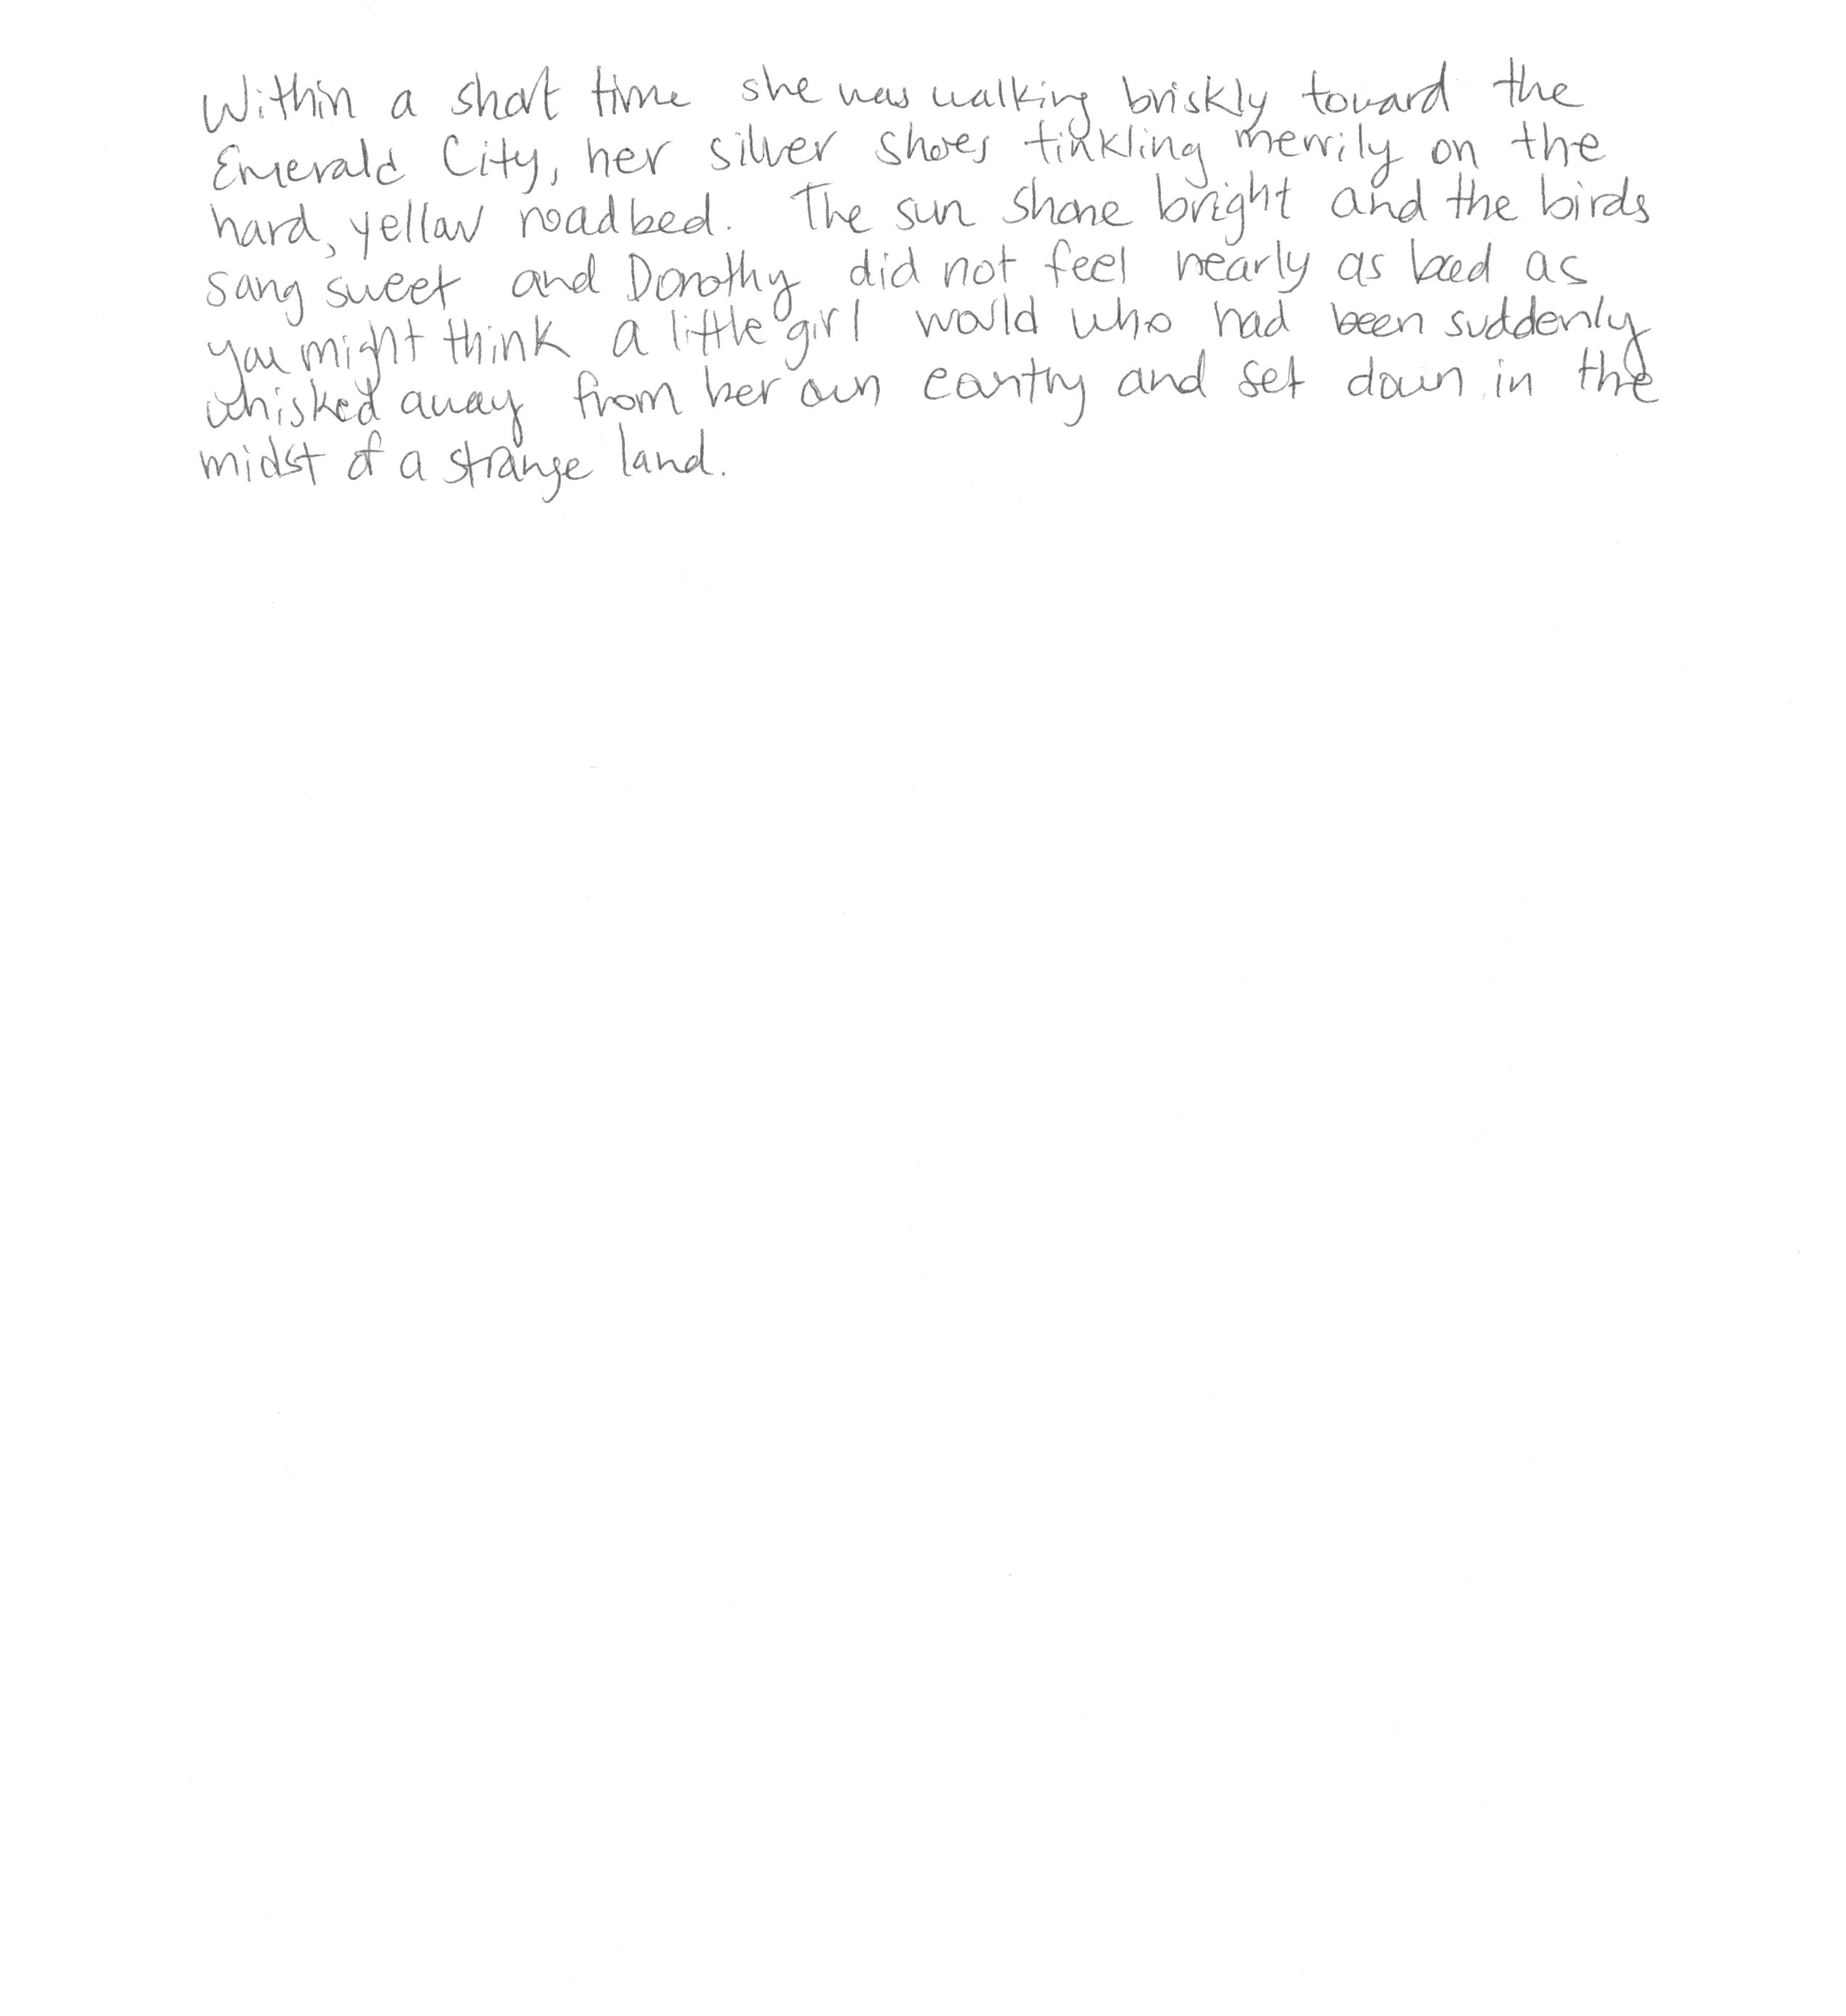 Within a short time she was walking briskly toward the
Emerald City, her silver shoes tinkling merrily on the
hard, yellow roadbed. The sun shone bright and the birds
sang sweet and Dorothy did not feel nearly as bad as
you might think a little girl would who had been suddenly
whisked away from her own country and set down in the
midst of a strange land.